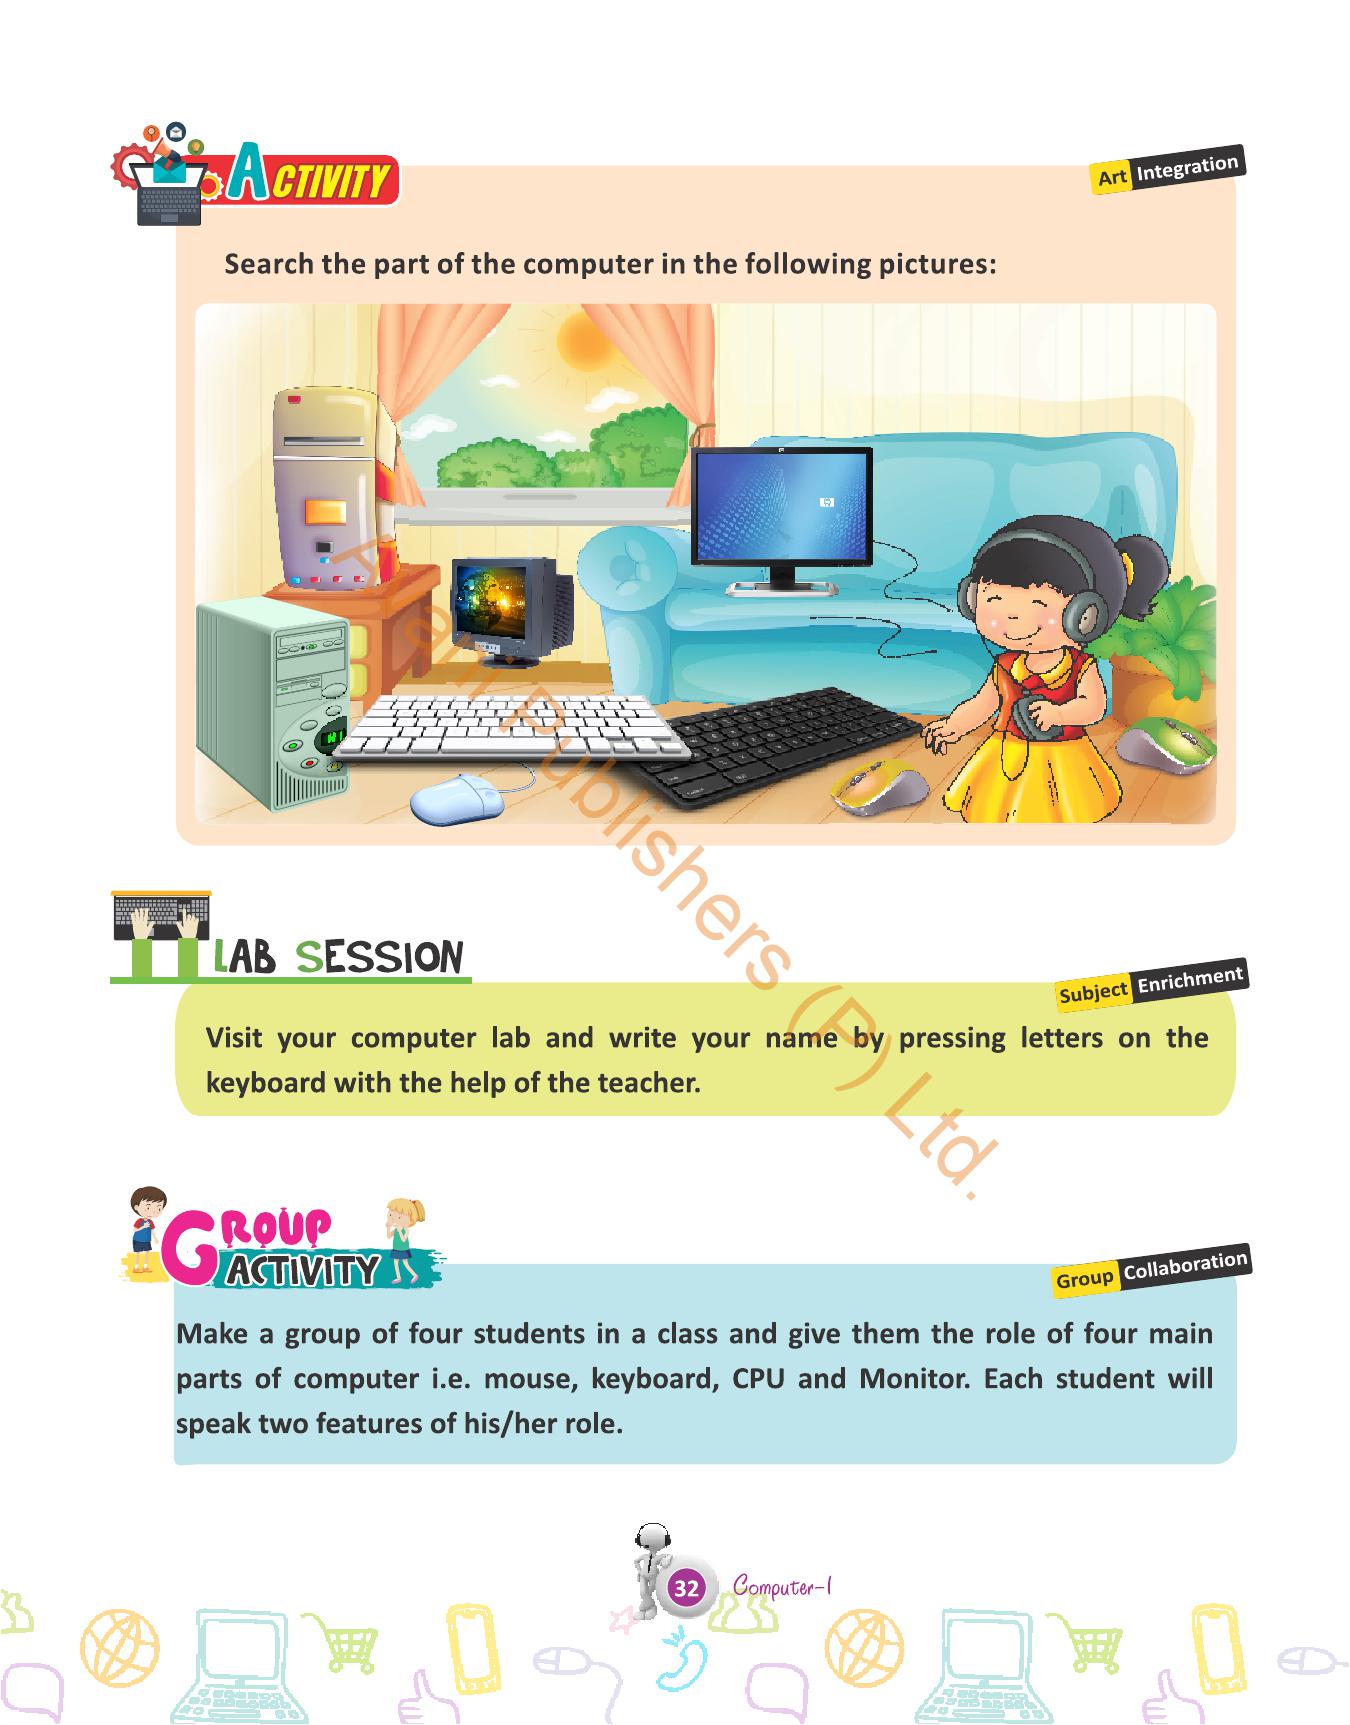 ACTIVITY
Art Integration
Search the part of the computer in the following pictures:
LAB SESSION
Subject Enrichment
Visit your computer lab and write your name by pressing letters on the
keyboard with the help of the teacher.
GROUP
ACTIVITY
Group Collaboration
Make a group of four students in a class and give them the role of four main
parts of computer i.e. mouse, keyboard, CPU and Monitor. Each student will
speak two features of his/her role.
32 Computer-1
Publishers (P) Ltd.